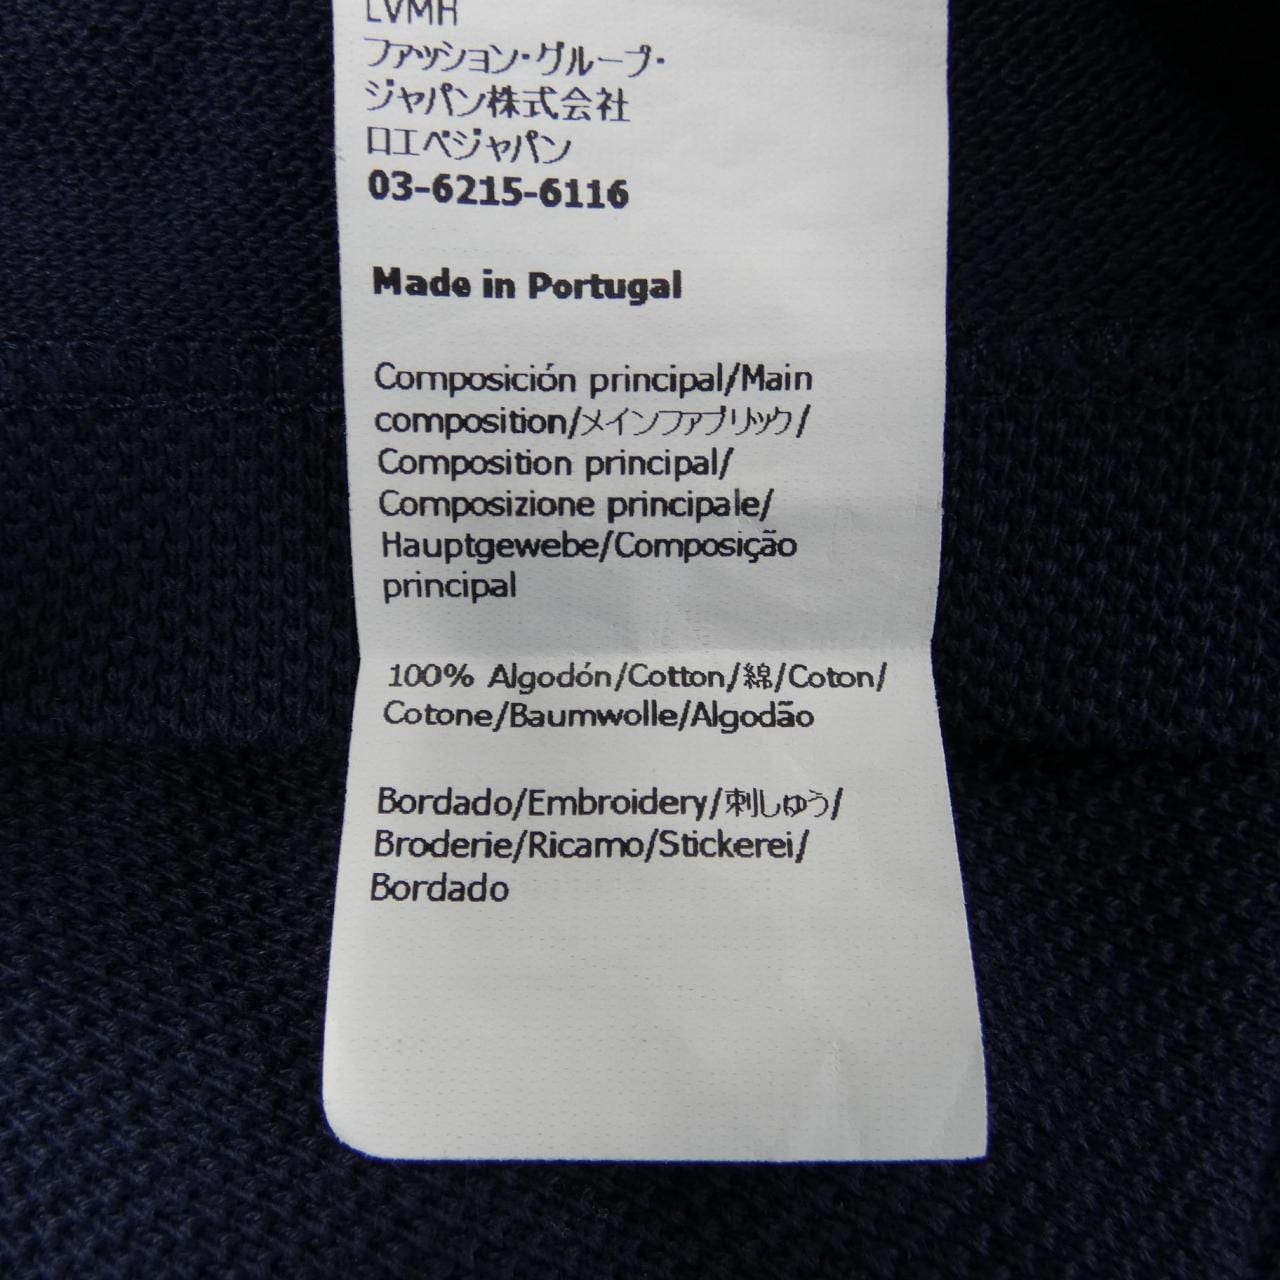 LVMH
ファッション・グループ・
ジャパン株式会社
ロエベジャパン
03-6215-6116
Made in Portugal
Composición principal/Main
composition/メインファブリック/
Composition principal/
Composizione principale/
Hauptgewebe/Composição
principal
100% Algodón/Cotton/綿/Coton/
Cotone/Baumwolle/Algodão
Bordado/Embroidery/刺しゅう/
Broderie/Ricamo/Stickerei/
Bordado